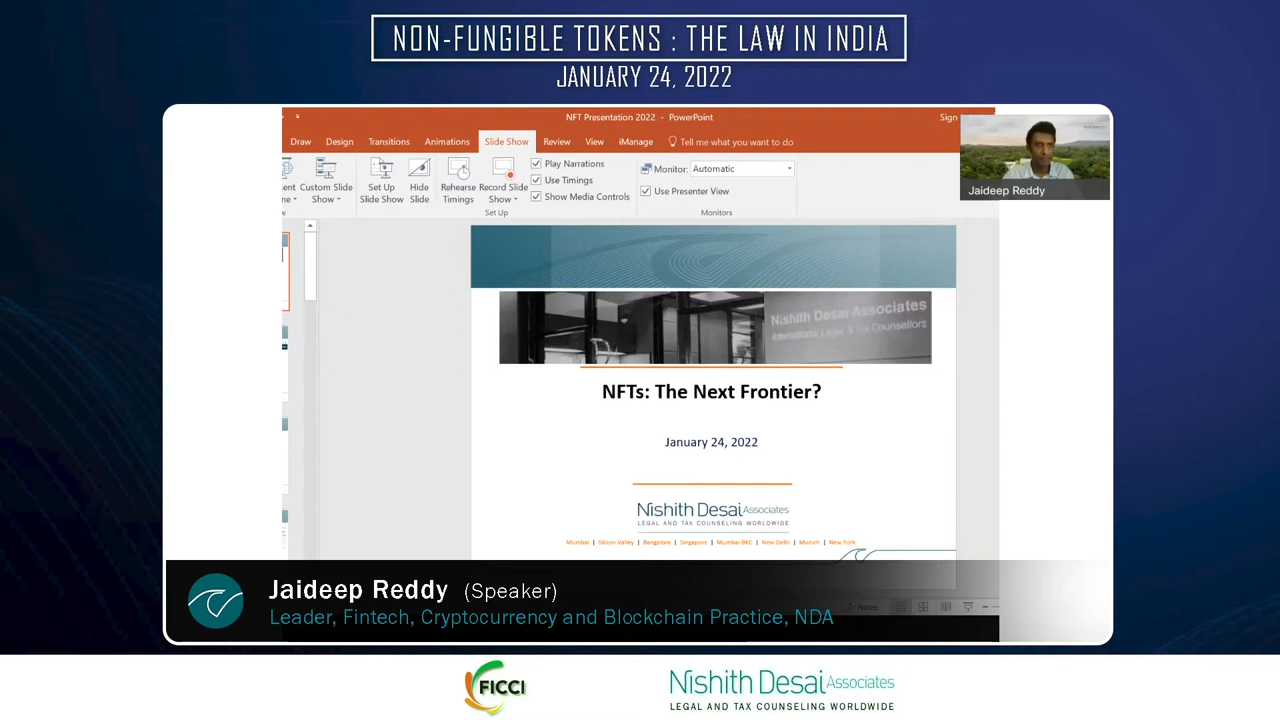 NON-FUNGIBLE TOKENS : THE LAW IN INDIA
JANUARY 24, 2022
NFT Presentation 2022 - PowerPoint
Sign
Draw
Design
Transitions
Animations
Slide Show
Review
View
iManage
Tell me what you want to do
Custom Slide
Show
Set Up
Slide Show
Hide
Slide
Rehearse
Timings
Record Slide
Show
Play Narrations
Use Timings
Show Media Controls
Set Up
Monitor: Automatic
Use Presenter View
Monitors
Jaideep Reddy
Nishith Desai Associates
International Legal & Tax Counsellors
NFTs: The Next Frontier?
January 24, 2022
Nishith Desai Associates
LEGAL AND TAX COUNSELING WORLDWIDE
Mumbai | Silicon Valley | Bangalore | Singapore | Mumbai BKC | New Delhi | Munich | New York
Notes
Jaideep Reddy (Speaker)
Leader, Fintech, Cryptocurrency and Blockchain Practice, NDA
FICCI
Nishith Desai Associates
LEGAL AND TAX COUNSELING WORLDWIDE